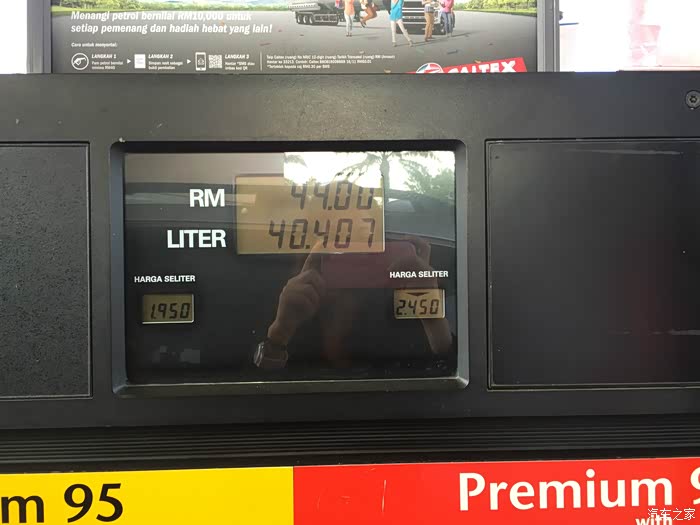 Menangi petrol bernilai RM10,000 untuk
setiap pemenang dan hadiah hebat yang lain!
Cara untuk menyertai:
LANGKAH 1
LANGKAH 2
LANGKAH 3
CALTEX
RM 44.00
LITER 40.407
HARGA SELITER
HARGA SELITER
1.950
2.450
m 95
Premium 9
with
汽车之家